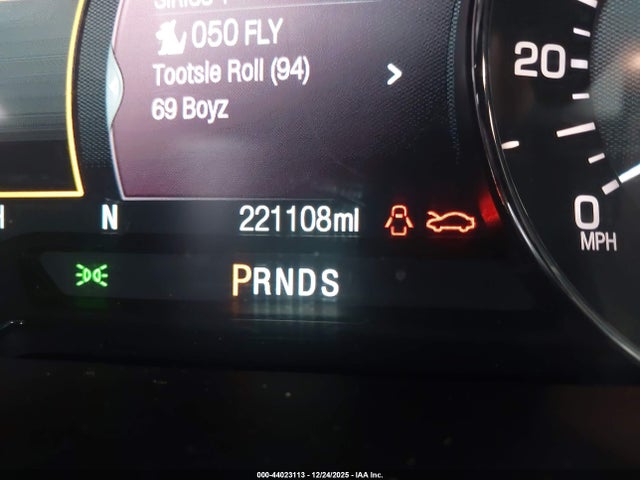 050 FLY
Tootsie Roll (94)
69 Boyz
20
0
MPH
N
221108mi
PRNDS
000-44023113 - 12/24/2025 - IAA Inc.